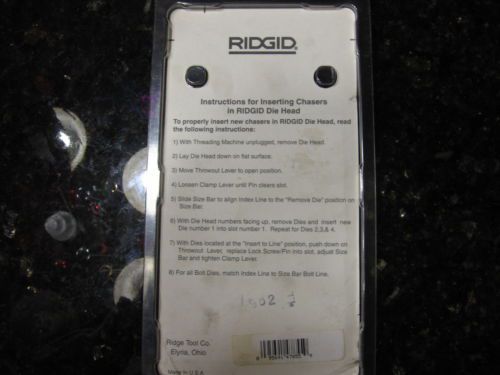 RIDGID
Instructions for Inserting Chasers
in RIDGID Die Head
To properly insert new chasers in RIDGID Die Head, read
the following instructions:
1) With Threading Machine unplugged, remove Die Head.
2) Lay Die Head down on flat surface.
3) Move Throwout Lever to open position.
4) Loosen Clamp Lever until Pin clears slot.
5) Slide Size Bar to align Index Line to the "Remove Die" position on
Size Bar.
6) With Die Head numbers facing up, remove Dies and insert new
Die number 1 into slot number 1. Repeat for Dies 2,3,& 4.
7) With Dies located at the "Insert to Line" position, push down on
Throwout Lever, replace Lock Screw/Pin into slot, adjust Size
Bar and tighten Clamp Lever.
8) For all Bolt Dies, match Index Line to Size Bar Bolt Line.
Ridge Tool Co.
Elyria, Ohio
Made in U.S.A.